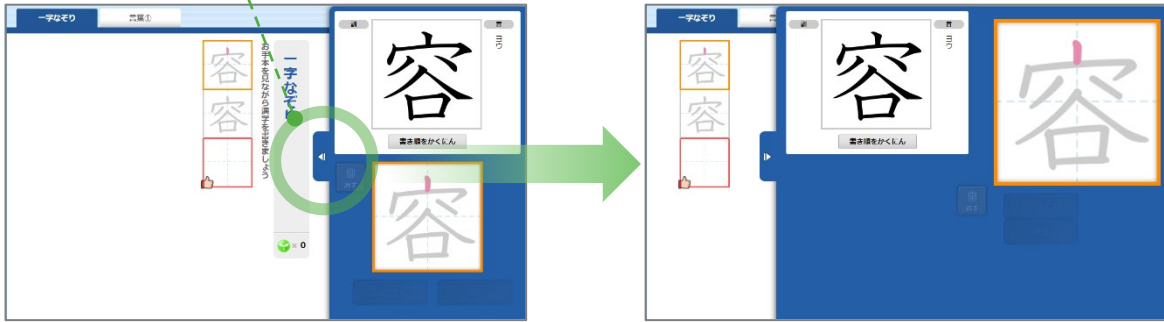 一字なぞり
言葉①
訓
音
ヨウ
容
書き順をかくにん
一字なぞり
お手本を見ながら漢字を書きましょう
容
容
× 0
消す
容
一字なぞり
訓
音
ヨウ
容
書き順をかくにん
容
容
容
消す